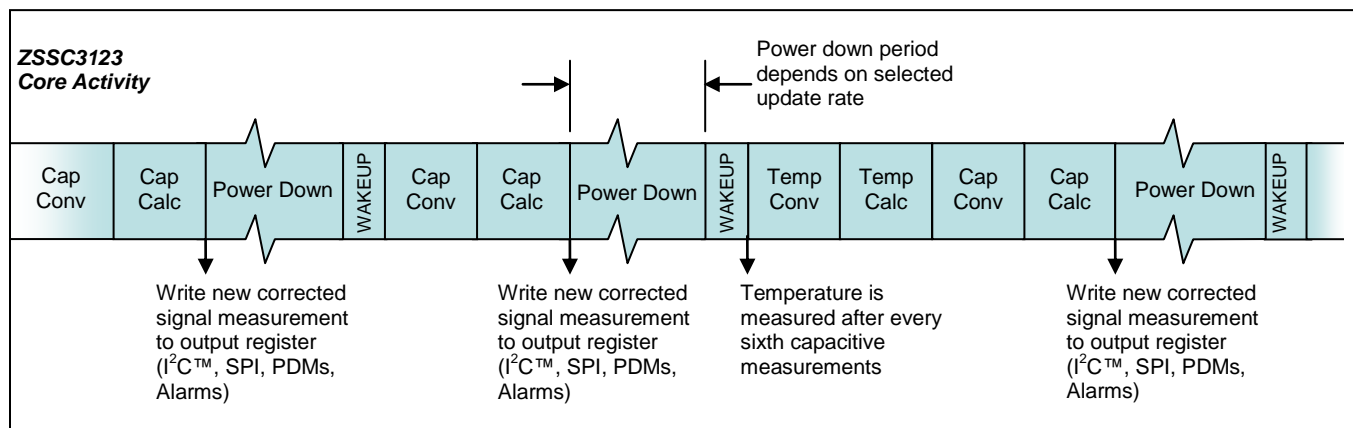 ZSSC3123
Core Activity
Power down period
depends on selected
update rate
Cap
Conv
Cap
Calc
Power Down
WAKEUP
Cap
Conv
Cap
Calc
Power Down
WAKEUP
Temp
Conv
Temp
Calc
Cap
Conv
Cap
Calc
Power Down
WAKEUP
Write new corrected
signal measurement
to output register
(I²C™, SPI, PDMs,
Alarms)
Write new corrected
signal measurement
to output register
(I²C™, SPI, PDMs,
Alarms)
Temperature is
measured after every
sixth capacitive
measurements
Write new corrected
signal measurement
to output register
(I²C™, SPI, PDMs,
Alarms)